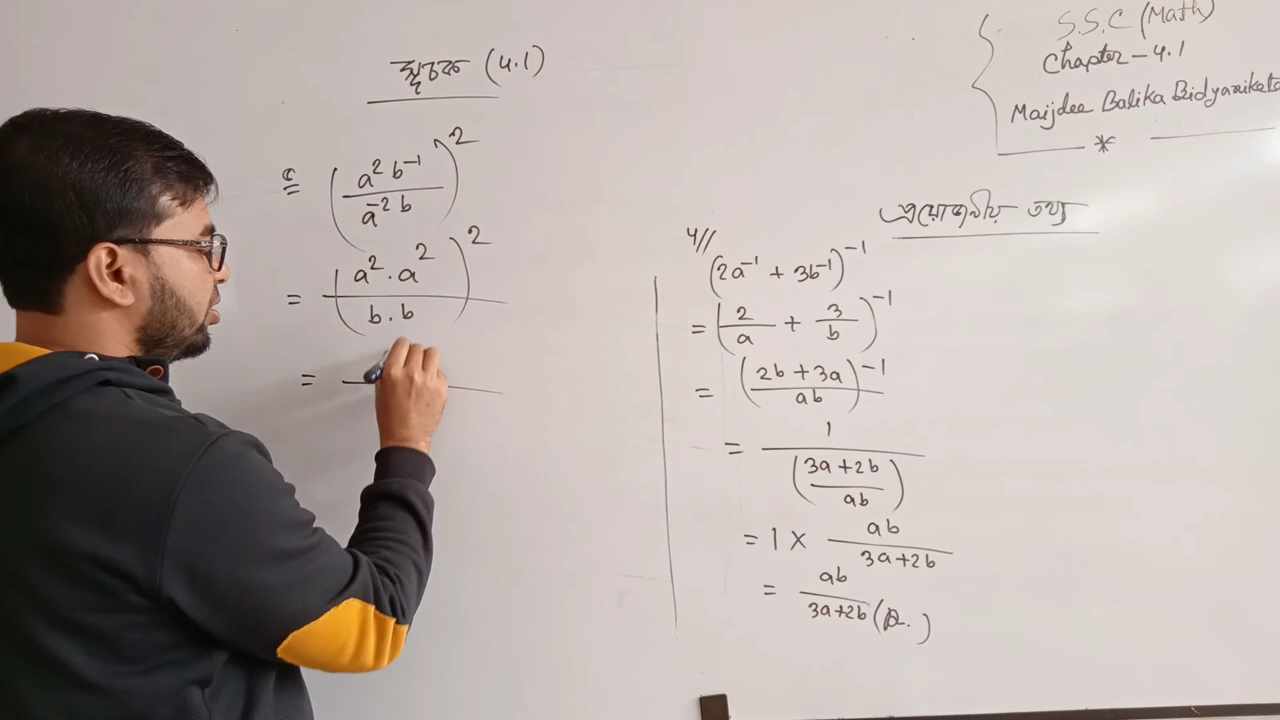 সূচক (4.1)
৫ ( a² b⁻¹ / a⁻² b )²
= ( a² · a² / b · b )²
=
S.S.C (Math)
Chapter – 4.1
Maijdee Balika Bidyaniketa
*
প্রয়োজনীয় তথ্য
4//
(2a⁻¹ + 3b⁻¹)⁻¹
= ( 2/a + 3/b )⁻¹
= ( 2b + 3a / ab )⁻¹
= 1 / ( 3a + 2b / ab )
= 1 × ab / 3a + 2b
= ab / 3a+2b